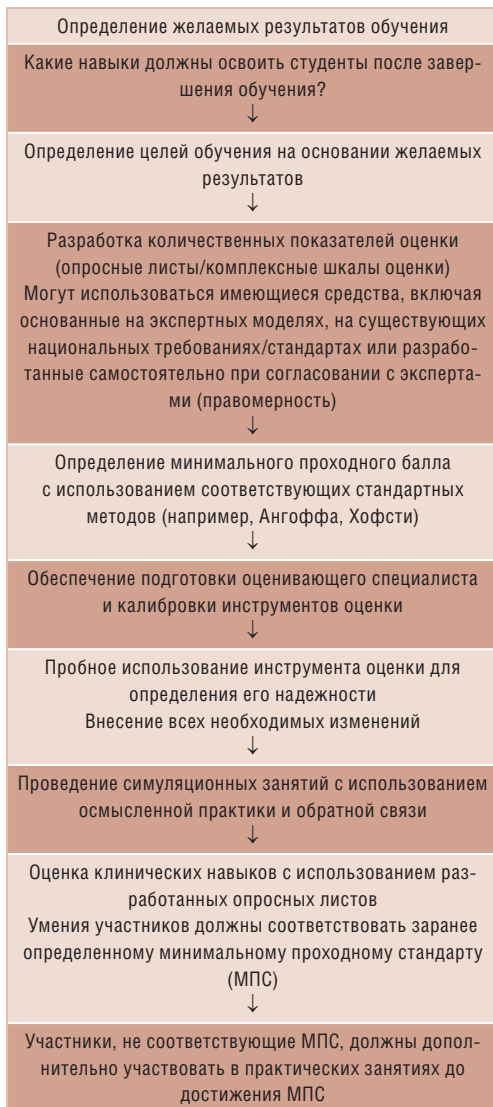 Определение желаемых результатов обучения
Какие навыки должны освоить студенты после завер-
шения обучения?
↓
Определение целей обучения на основании желаемых
результатов
↓
Разработка количественных показателей оценки
(опросные листы/комплексные шкалы оценки)
Могут использоваться имеющиеся средства, включая
основанные на экспертных моделях, на существующих
национальных требованиях/стандартах или разрабо-
танные самостоятельно при согласовании с эксперта-
ми (правомерность)
↓
Определение минимального проходного балла
с использованием соответствующих стандартных
методов (например, Ангоффа, Хофсти)
↓
Обеспечение подготовки оценивающего специалиста
и калибровки инструментов оценки
↓
Пробное использование инструмента оценки для
определения его надежности
Внесение всех необходимых изменений
↓
Проведение симуляционных занятий с использованием
осмысленной практики и обратной связи
↓
Оценка клинических навыков с использованием раз-
работанных опросных листов
Умения участников должны соответствовать заранее
определенному минимальному проходному стандарту
(МПС)
↓
Участники, не соответствующие МПС, должны допол-
нительно участвовать в практических занятиях до
достижения МПС